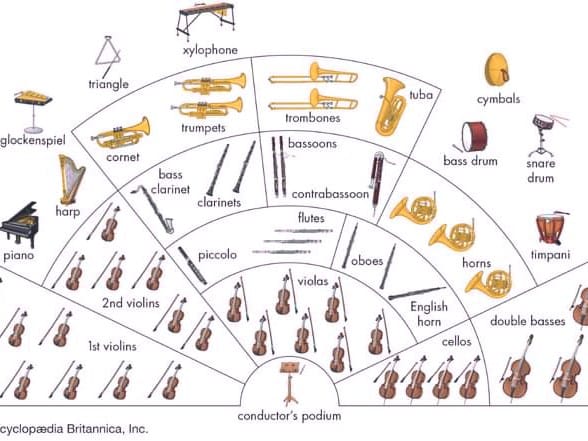 xylophone
triangle
glockenspiel
cornet
trumpets
trombones
tuba
cymbals
bass drum
snare
drum
harp
piano
bass
clarinet
clarinets
bassoons
contrabassoon
horns
timpani
piccolo
flutes
oboes
English
horn
2nd violins
1st violins
violas
cellos
double basses
conductor's podium
cyclopædia Britannica, Inc.